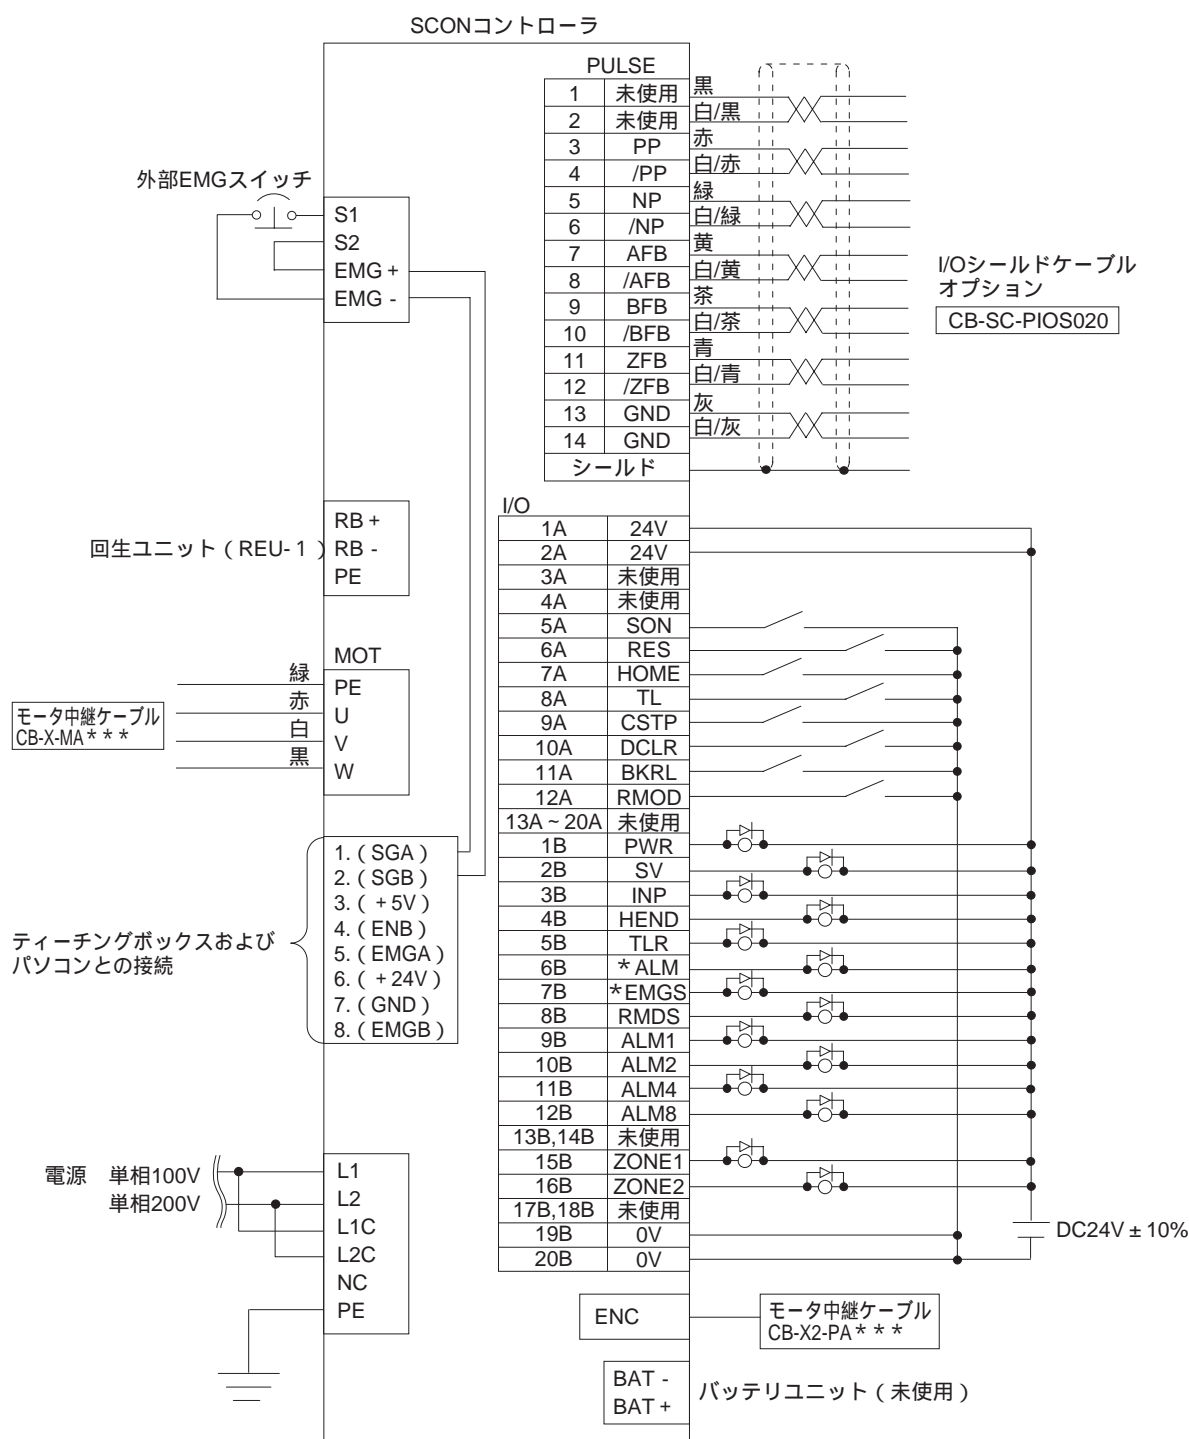 SCONコントローラ
外部EMGスイッチ
S1
S2
EMG +
EMG -
回生ユニット ( REU- 1 )
RB +
RB -
PE
MOT
緑
赤
白
黒
PE
U
V
W
モータ中継ケーブル
CB-X-MA＊＊＊
ティーチングボックスおよび
パソコンとの接続
1. ( SGA )
2. ( SGB )
3. ( +5V )
4. ( ENB )
5. ( EMGA )
6. ( +24V )
7. ( GND )
8. ( EMGB )
電源 単相100V
単相200V
L1
L2
L1C
L2C
NC
PE
PULSE
1 未使用 黒
2 未使用 白/黒
3 PP 赤
4 /PP 白/赤
5 NP 緑
6 /NP 白/緑
7 AFB 黄
8 /AFB 白/黄
9 BFB 茶
10 /BFB 白/茶
11 ZFB 青
12 /ZFB 白/青
13 GND 灰
14 GND 白/灰
シールド
I/Oシールドケーブル
オプション
CB-SC-PIOS020
I/O
1A 24V
2A 24V
3A 未使用
4A 未使用
5A SON
6A RES
7A HOME
8A TL
9A CSTP
10A DCLR
11A BKRL
12A RMOD
13A ~ 20A 未使用
1B PWR
2B SV
3B INP
4B HEND
5B TLR
6B ＊ALM
7B ＊EMGS
8B RMDS
9B ALM1
10B ALM2
11B ALM4
12B ALM8
13B,14B 未使用
15B ZONE1
16B ZONE2
17B,18B 未使用
19B 0V
20B 0V
DC24V ± 10%
ENC
モータ中継ケーブル
CB-X2-PA＊＊＊
BAT -
BAT +
バッテリユニット ( 未使用 )